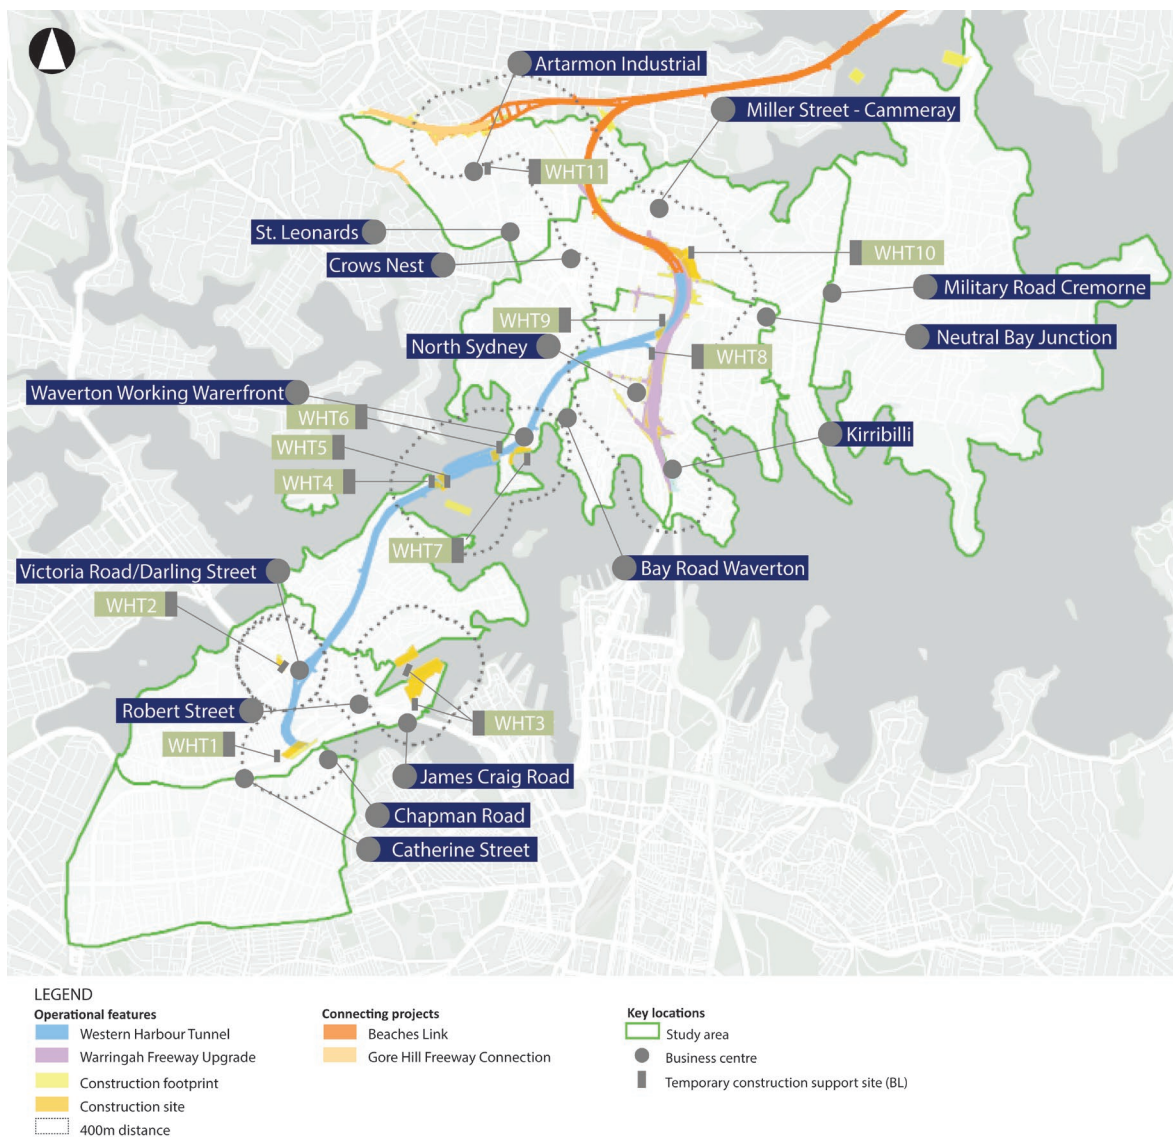 Artarmon Industrial
Miller Street - Cammeray
WHT11
St. Leonards
Crows Nest
WHT10
Military Road Cremorne
WHT9
North Sydney
WHT8
Neutral Bay Junction
Waverton Working Warerfront
WHT6
WHT5
Kirribilli
WHT4
WHT7
Victoria Road/Darling Street
Bay Road Waverton
WHT2
Robert Street
WHT3
WHT1
James Craig Road
Chapman Road
Catherine Street
LEGEND
Operational features
Western Harbour Tunnel
Warringah Freeway Upgrade
Construction footprint
Construction site
400m distance
Connecting projects
Beaches Link
Gore Hill Freeway Connection
Key locations
Study area
Business centre
Temporary construction support site (BL)